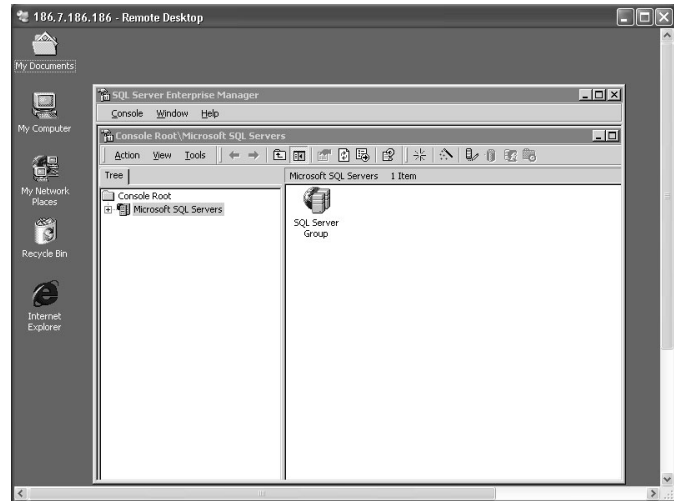 186.7.186.186 - Remote Desktop
My Documents
My Computer
My Network
Places
Recycle Bin
Internet
Explorer
SQL Server Enterprise Manager
Console Window Help
Console Root\Microsoft SQL Servers
Action View Tools
Tree
Console Root
Microsoft SQL Servers
Microsoft SQL Servers 1 Item
SQL Server
Group